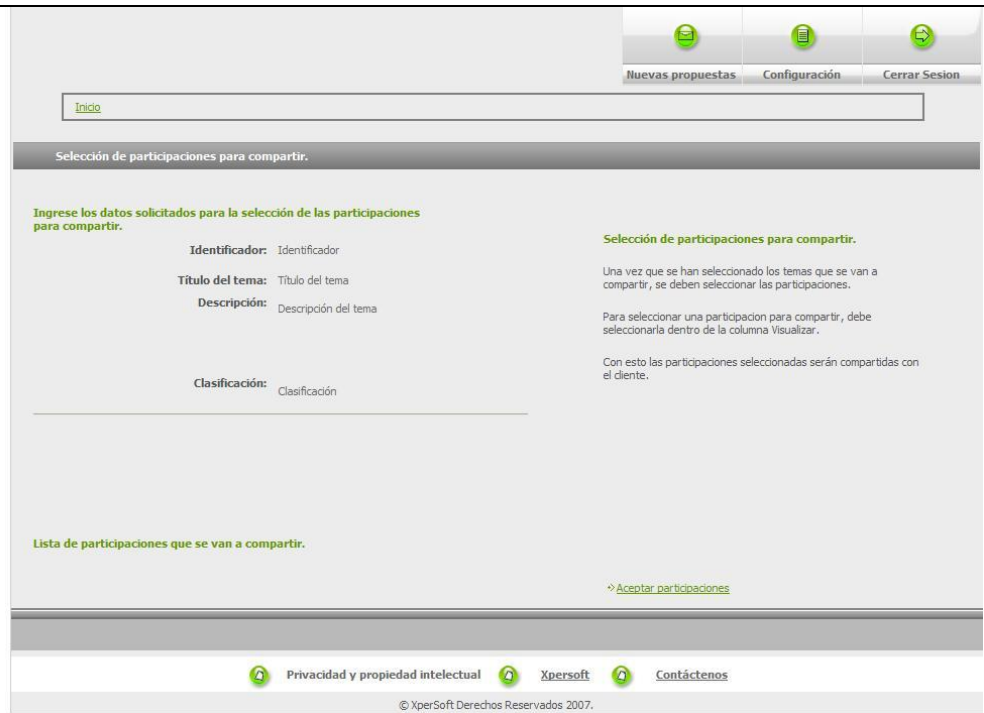 Nuevas propuestas Configuración Cerrar Sesion
Inicio
Selección de participaciones para compartir.
Ingrese los datos solicitados para la selección de las participaciones
para compartir.
Identificador: Identificador
Título del tema: Título del tema
Descripción: Descripción del tema
Clasificación: Clasificación
Selección de participaciones para compartir.
Una vez que se han seleccionado los temas que se van a
compartir, se deben seleccionar las participaciones.
Para seleccionar una participacion para compartir, debe
seleccionarla dentro de la columna Visualizar.
Con esto las participaciones seleccionadas serán compartidas con
el cliente.
Lista de participaciones que se van a compartir.
Aceptar participaciones
Privacidad y propiedad intelectual Xpersoft Contáctenos
© XperSoft Derechos Reservados 2007.